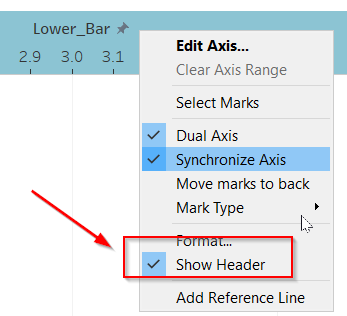 Lower_Bar
2.9 3.0 3.1
Edit Axis...
Clear Axis Range
Select Marks
Dual Axis
Synchronize Axis
Move marks to back
Mark Type
Format...
Show Header
Add Reference Line